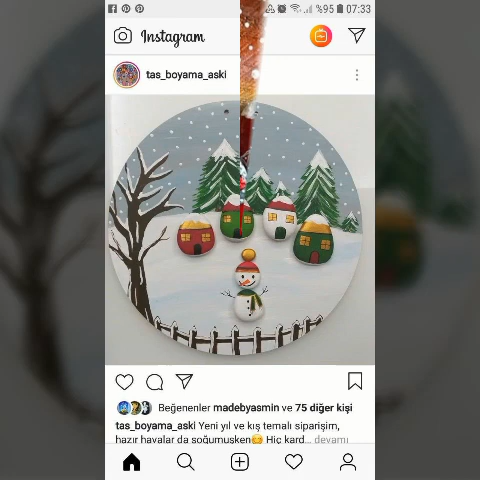 %95 07:33
Instagram
tas_boyama_aski
Beğenenler madebyasmin ve 75 diğer kişi
tas_boyama_aski Yeni yıl ve kış temalı siparişim,
hazır havalar da soğumuşken😊 Hiç kard... devamı